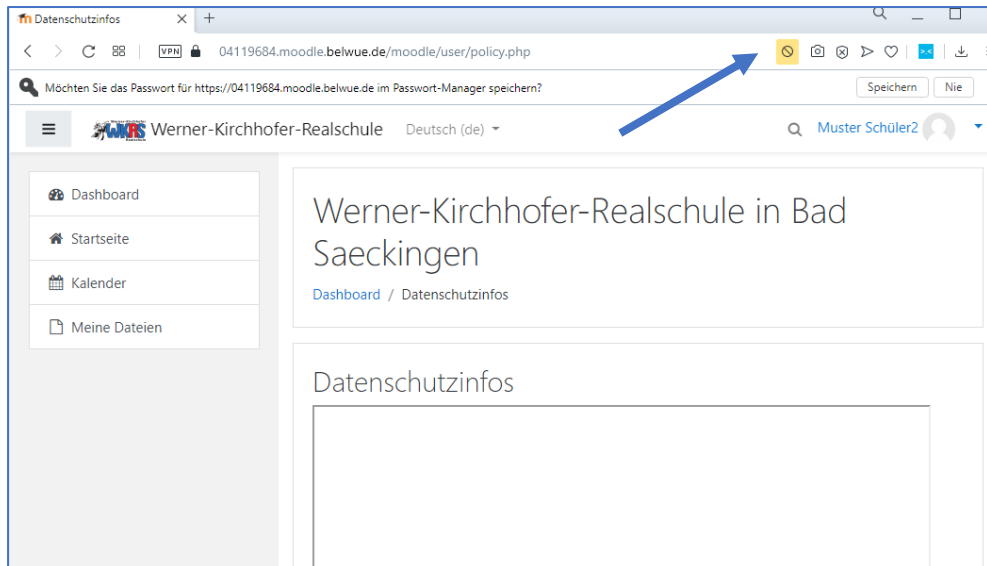 Datenschutzinfos
VPN 04119684.moodle.belwue.de/moodle/user/policy.php
Möchten Sie das Passwort für https://04119684.moodle.belwue.de im Passwort-Manager speichern? Speichern Nie
WKRS Werner-Kirchhofer-Realschule Deutsch (de) Muster Schüler2
Dashboard
Startseite
Kalender
Meine Dateien
Werner-Kirchhofer-Realschule in Bad
Saeckingen
Dashboard / Datenschutzinfos
Datenschutzinfos